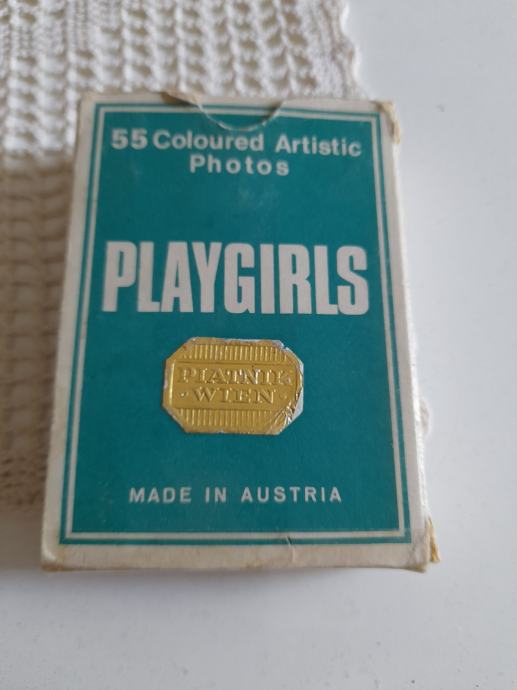 55 Coloured Artistic
Photos
PLAYGIRLS
PIATNIK
·WIEN·
MADE IN AUSTRIA